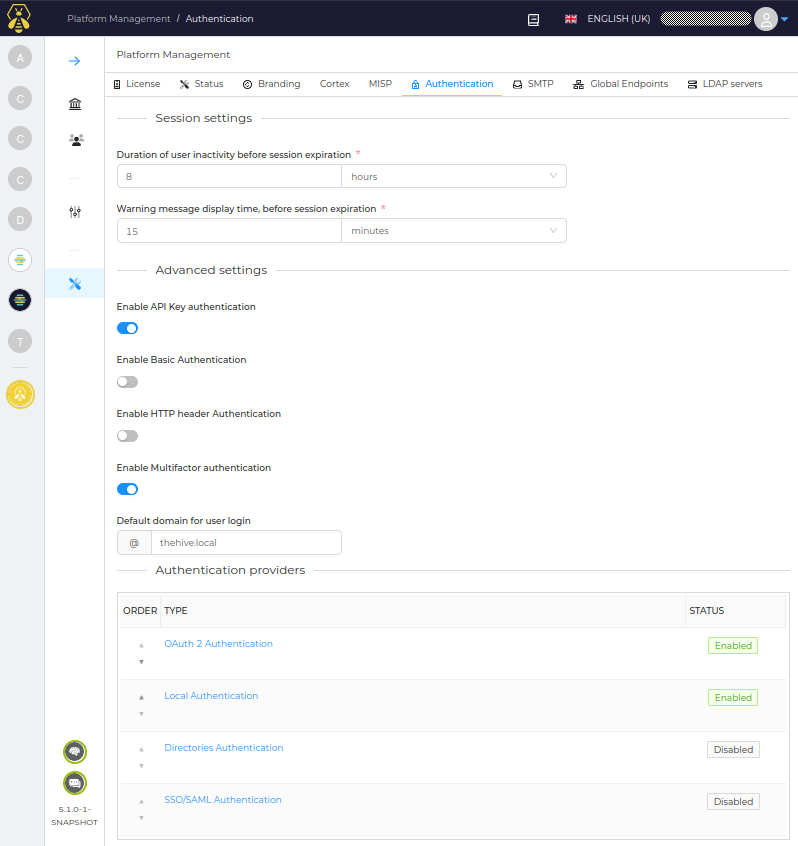 Platform Management / Authentication
ENGLISH (UK)
A
C
C
C
D
T
Platform Management
License
Status
Branding
Cortex
MISP
Authentication
SMTP
Global Endpoints
LDAP servers
Session settings
Duration of user inactivity before session expiration *
8 hours
Warning message display time, before session expiration *
15 minutes
Advanced settings
Enable API Key authentication
Enable Basic Authentication
Enable HTTP header Authentication
Enable Multifactor authentication
Default domain for user login
@ thehive.local
Authentication providers
ORDER TYPE STATUS
OAuth 2 Authentication Enabled
Local Authentication Enabled
Directories Authentication Disabled
SSO/SAML Authentication Disabled
5.1.0-1-
SNAPSHOT